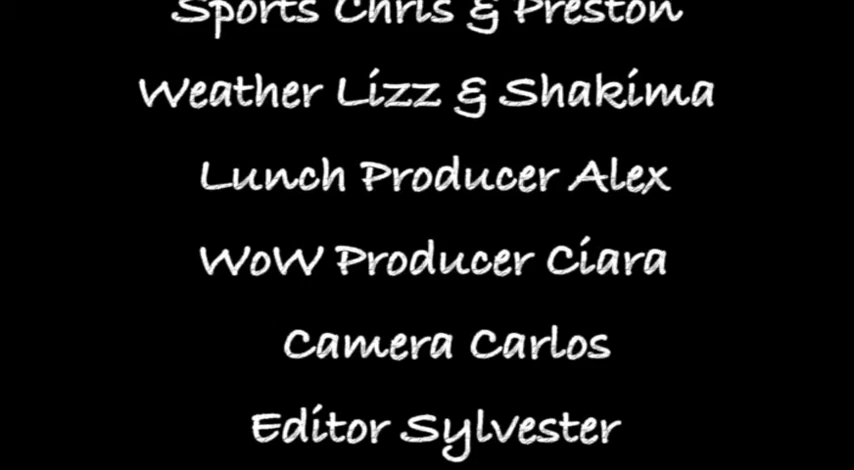 Sports Chris & Preston
Weather Lizz & Shakima
Lunch Producer Alex
WoW Producer Ciara
Camera Carlos
Editor Sylvester